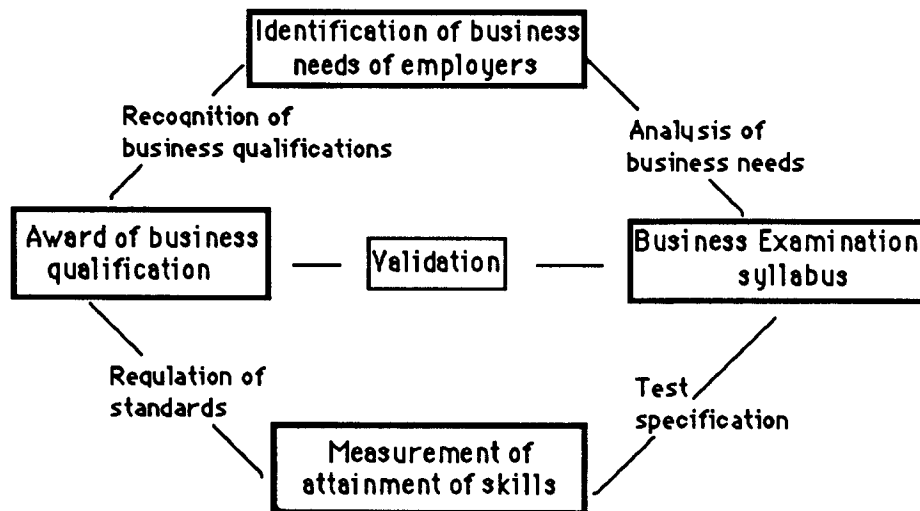 Identification of business
needs of employers
Recognition of
business qualifications
Analysis of
business needs
Award of business
qualification
Validation
Business Examination
syllabus
Regulation of
standards
Test
specification
Measurement of
attainment of skills